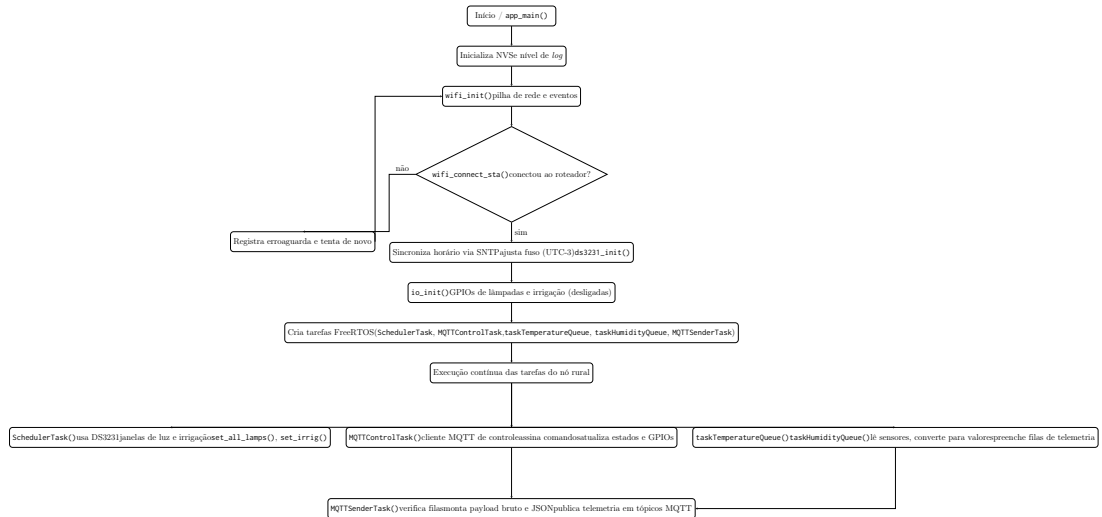 Início / app_main()
Inicializa NVSe nível de log
wifi_init()pilha de rede e eventos
não
wifi_connect_sta()conectou ao roteador?
sim
Registra erroaguarda e tenta de novo
Sincroniza horário via SNTPajusta fuso (UTC-3)ds3231_init()
io_init()GPIOs de lâmpadas e irrigação (desligadas)
Cria tarefas FreeRTOS(SchedulerTask, MQTTControlTask,taskTemperatureQueue, taskHumidityQueue, MQTTSenderTask)
Execução contínua das tarefas do nó rural
SchedulerTask()usa DS3231janelas de luz e irrigaçãoset_all_lamps(), set_irrig()
MQTTControlTask()cliente MQTT de controleassina comandosatualiza estados e GPIOs
taskTemperatureQueue()taskHumidityQueue()lê sensores, converte para valorespreenche filas de telemetria
MQTTSenderTask()verifica filasmonta payload bruto e JSONpublica telemetria em tópicos MQTT